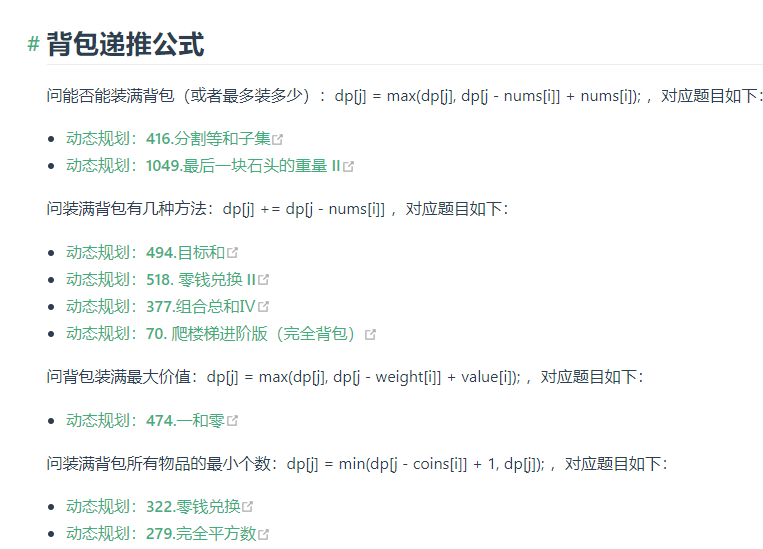 # 背包递推公式
问能否能装满背包（或者最多装多少）：dp[j] = max(dp[j], dp[j - nums[i]] + nums[i]); ，对应题目如下：
• 动态规划：416.分割等和子集
• 动态规划：1049.最后一块石头的重量 II
问装满背包有几种方法：dp[j] += dp[j - nums[i]] ，对应题目如下：
• 动态规划：494.目标和
• 动态规划：518. 零钱兑换 II
• 动态规划：377.组合总和Ⅳ
• 动态规划：70. 爬楼梯进阶版（完全背包）
问背包装满最大价值：dp[j] = max(dp[j], dp[j - weight[i]] + value[i]); ，对应题目如下：
• 动态规划：474.一和零
问装满背包所有物品的最小个数：dp[j] = min(dp[j - coins[i]] + 1, dp[j]); ，对应题目如下：
• 动态规划：322.零钱兑换
• 动态规划：279.完全平方数